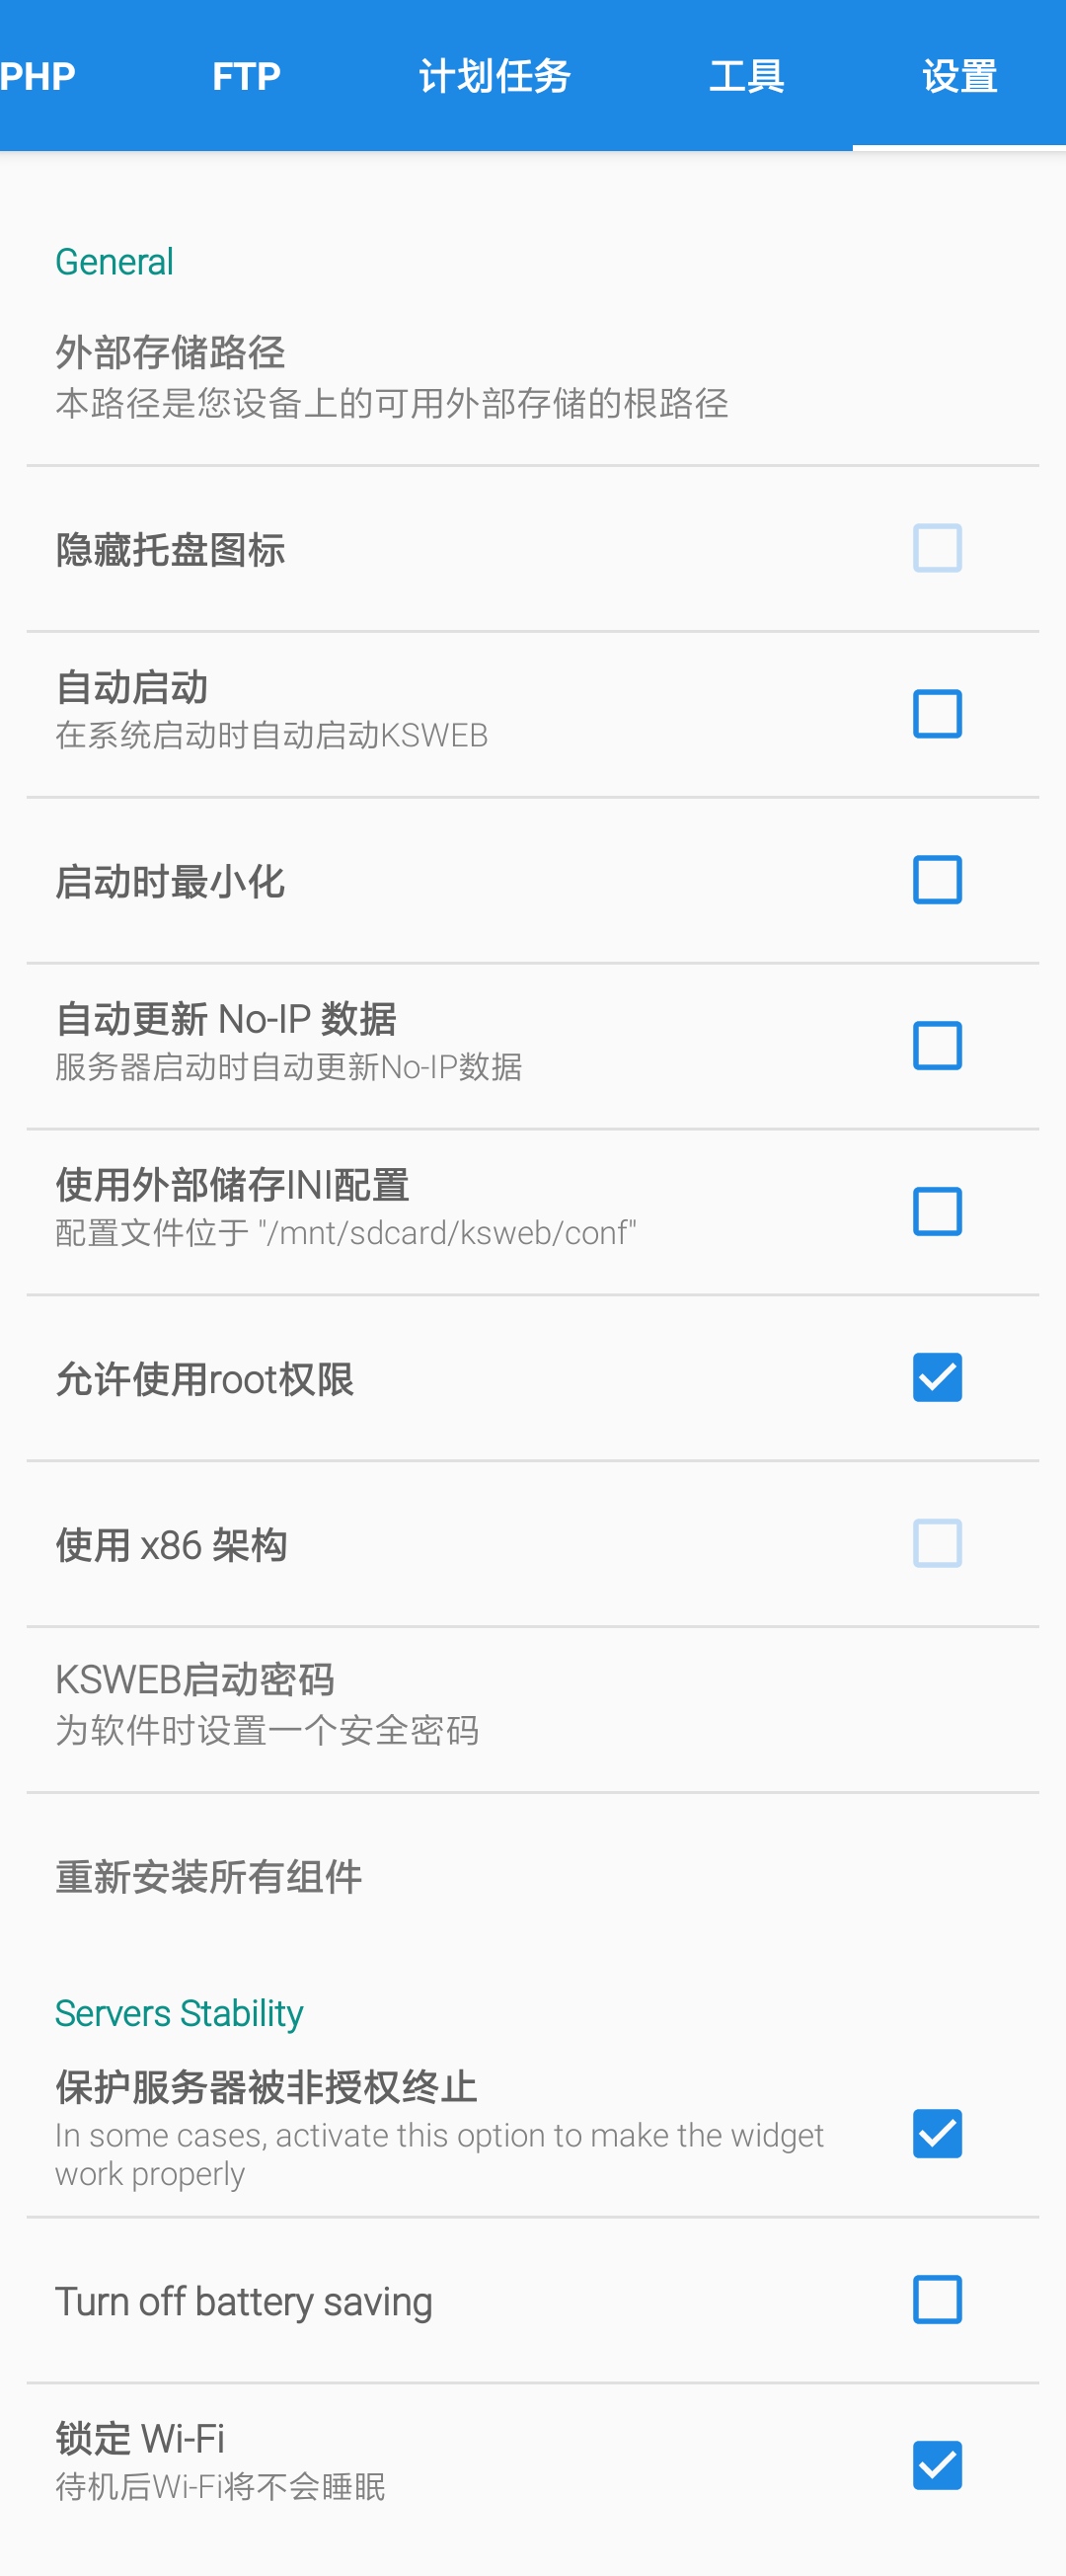 PHP FTP 计划任务 工具 设置
General
外部存储路径
本路径是您设备上的可用外部存储的根路径
隐藏托盘图标
自动启动
在系统启动时自动启动KSWEB
启动时最小化
自动更新 No-IP 数据
服务器启动时自动更新No-IP数据
使用外部储存INI配置
配置文件位于 "/mnt/sdcard/ksweb/conf"
允许使用root权限
使用 x86 架构
KSWEB启动密码
为软件时设置一个安全密码
重新安装所有组件
Servers Stability
保护服务器被非授权终止
In some cases, activate this option to make the widget
work properly
Turn off battery saving
锁定 Wi-Fi
待机后Wi-Fi将不会睡眠